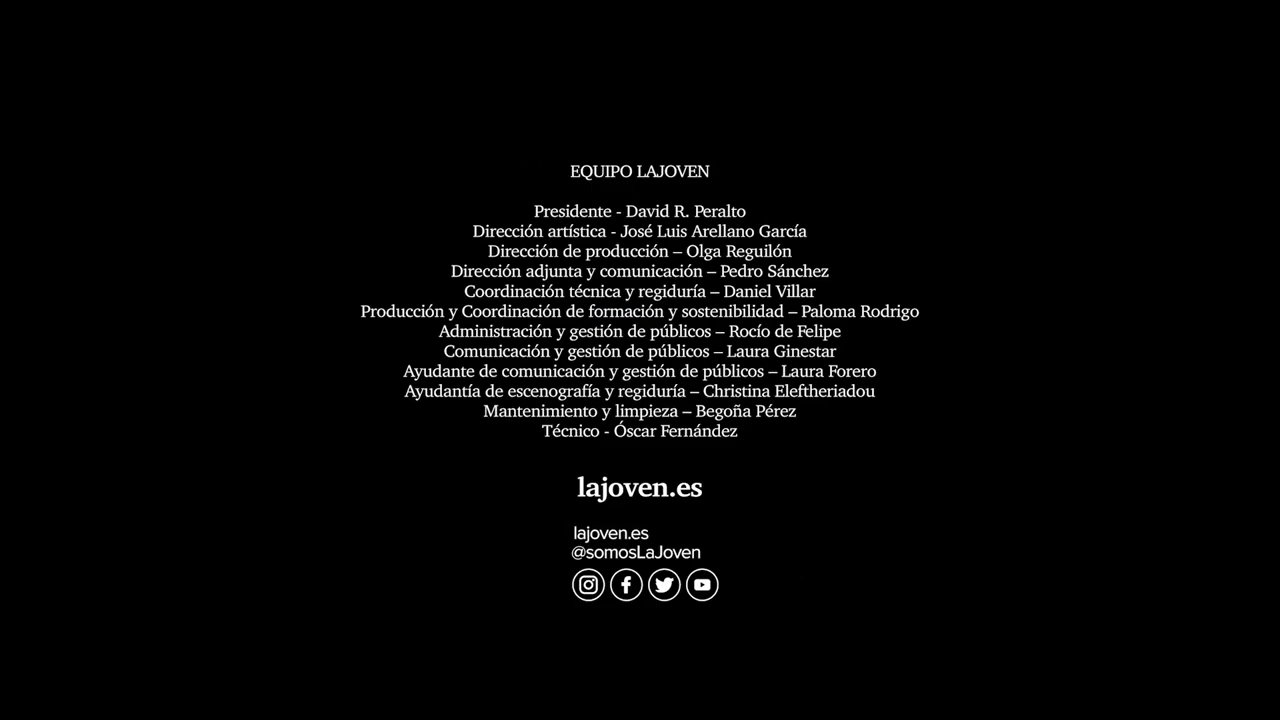 EQUIPO LAJOVEN
Presidente - David R. Peralto
Dirección artística - José Luis Arellano García
Dirección de producción – Olga Reguilón
Dirección adjunta y comunicación – Pedro Sánchez
Coordinación técnica y regiduría – Daniel Villar
Producción y Coordinación de formación y sostenibilidad – Paloma Rodrigo
Administración y gestión de públicos – Rocío de Felipe
Comunicación y gestión de públicos – Laura Ginestar
Ayudante de comunicación y gestión de públicos – Laura Forero
Ayudantía de escenografía y regiduría – Christina Eleftheriadou
Mantenimiento y limpieza – Begoña Pérez
Técnico - Óscar Fernández
lajoven.es
lajoven.es
@somosLaJoven